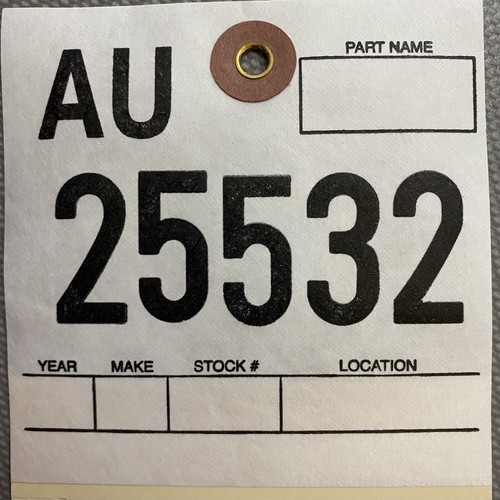 AU
PART NAME
25532
YEAR MAKE STOCK # LOCATION